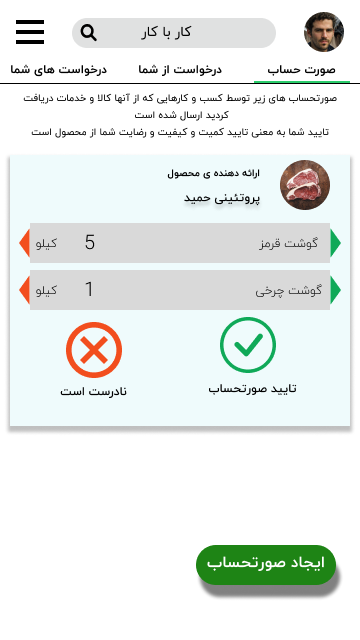 کار با کار
صورت حساب
درخواست از شما
درخواست های شما
صورتحساب های زیر توسط کسب و کارهایی که از آنها کالا و خدمات دریافت
کردید ارسال شده است
تایید شما به معنی تایید کمیت و کیفیت و رضایت شما از محصول است
ارائه دهنده ی محصول
پروتئینی حمید
گوشت قرمز 5 کیلو
گوشت چرخی 1 کیلو
تایید صورتحساب
نادرست است
ایجاد صورتحساب